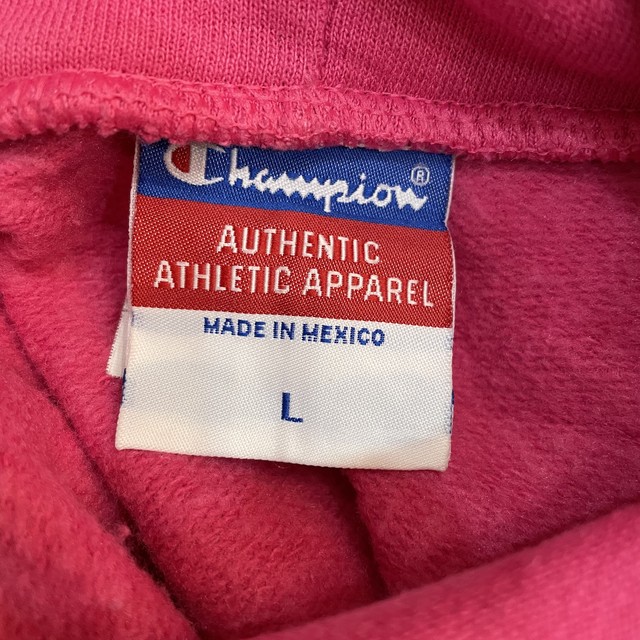 Champion®
AUTHENTIC
ATHLETIC APPAREL
MADE IN MEXICO
L